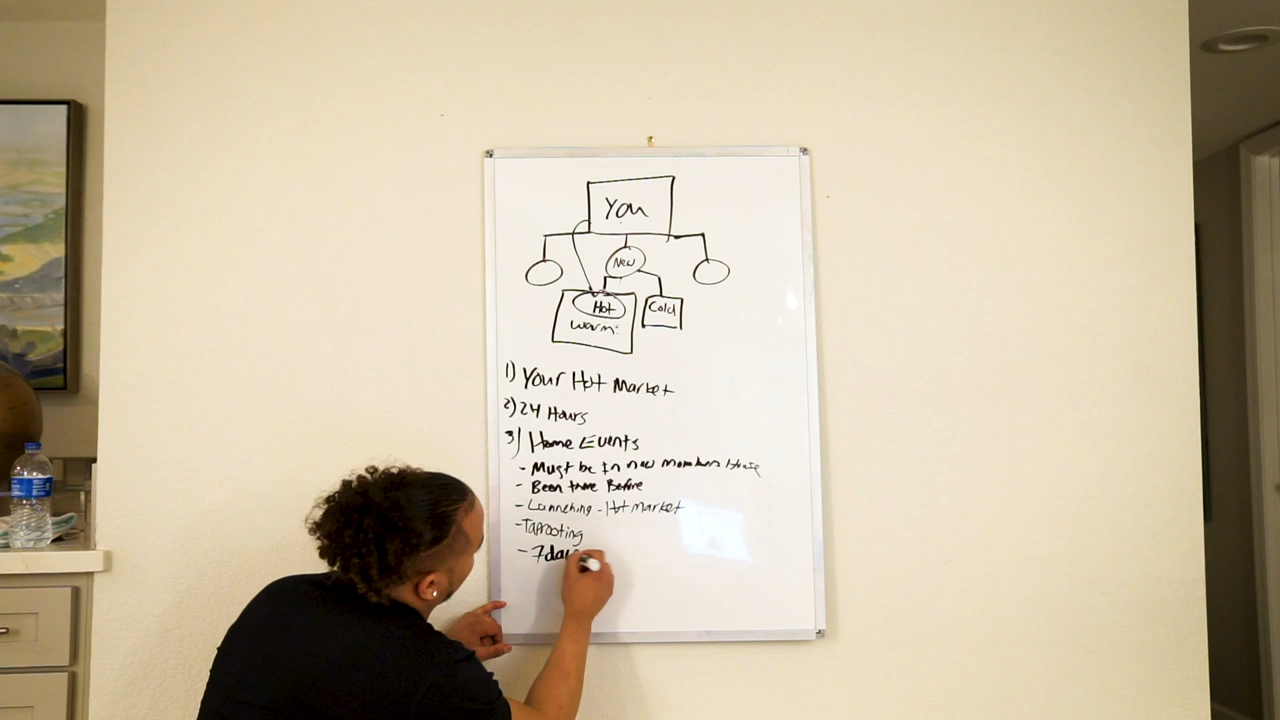 You
New
Hot
Cold
warm:
1) Your Hot Market
2) 24 Hours
3) Home Events
- Must be In new members House
- Been there Before
- Launching - Hot Market
- Taprooting
- 7 day